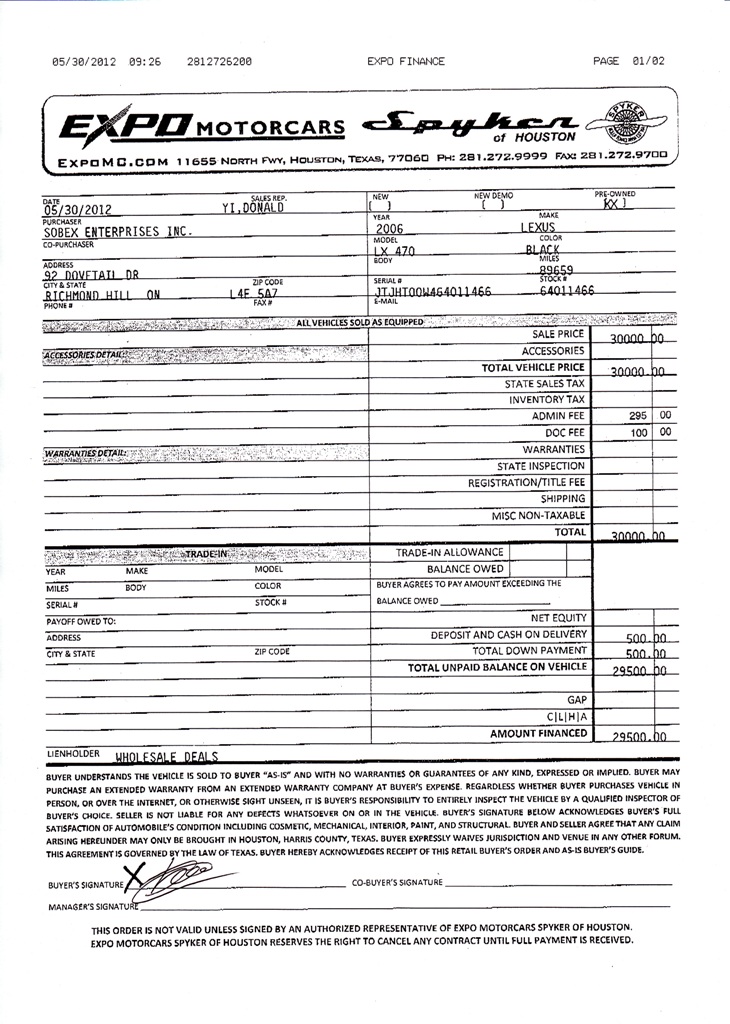 05/30/2012 09:26 2812726200 EXPO FINANCE PAGE 01/02
EXPO MOTORCARS Spyker of HOUSTON
SPYKER
EXPOMC.COM 11655 NORTH FWY, HOUSTON, TEXAS, 77060 PH: 281.272.9999 FAX: 281.272.9700
DATE 05/30/2012 SALES REP. YI,DONALD NEW ( ) NEW DEMO ( ) PRE-OWNED (XX)
PURCHASER SOBEX ENTERPRISES INC. YEAR 2006 MAKE LEXUS
CO-PURCHASER MODEL LX 470 COLOR BLACK
ADDRESS 92 DOVETAIL DR BODY MILES 89659
CITY & STATE RICHMOND HILL ON ZIP CODE L4E 5A7 SERIAL # JTJHT00W464011466 STOCK # 64011466
PHONE # FAX # E-MAIL
ALL VEHICLES SOLD AS EQUIPPED
SALE PRICE 30000.00
ACCESSORIES DETAIL: ACCESSORIES
TOTAL VEHICLE PRICE 30000.00
STATE SALES TAX
INVENTORY TAX
ADMIN FEE 295 00
DOC FEE 100 00
WARRANTIES DETAIL: WARRANTIES
STATE INSPECTION
REGISTRATION/TITLE FEE
SHIPPING
MISC NON-TAXABLE
TOTAL 30000.00
TRADE-IN TRADE-IN ALLOWANCE
YEAR MAKE MODEL BALANCE OWED
MILES BODY COLOR BUYER AGREES TO PAY AMOUNT EXCEEDING THE
SERIAL # STOCK # BALANCE OWED
PAYOFF OWED TO: NET EQUITY
ADDRESS DEPOSIT AND CASH ON DELIVERY 500.00
CITY & STATE ZIP CODE TOTAL DOWN PAYMENT 500.00
TOTAL UNPAID BALANCE ON VEHICLE 29500.00
GAP
C|L|H|A
AMOUNT FINANCED 29500.00
LIENHOLDER WHOLESALE DEALS
BUYER UNDERSTANDS THE VEHICLE IS SOLD TO BUYER "AS-IS" AND WITH NO WARRANTIES OR GUARANTEES OF ANY KIND, EXPRESSED OR IMPLIED. BUYER MAY
PURCHASE AN EXTENDED WARRANTY FROM AN EXTENDED WARRANTY COMPANY AT BUYER'S EXPENSE. REGARDLESS WHETHER BUYER PURCHASES VEHICLE IN
PERSON, OR OVER THE INTERNET, OR OTHERWISE SIGHT UNSEEN, IT IS BUYER'S RESPONSIBILITY TO ENTIRELY INSPECT THE VEHICLE BY A QUALIFIED INSPECTOR OF
BUYER'S CHOICE. SELLER IS NOT LIABLE FOR ANY DEFECTS WHATSOEVER ON OR IN THE VEHICLE. BUYER'S SIGNATURE BELOW ACKNOWLEDGES BUYER'S FULL
SATISFACTION OF AUTOMOBILE'S CONDITION INCLUDING COSMETIC, MECHANICAL, INTERIOR, PAINT, AND STRUCTURAL. BUYER AND SELLER AGREE THAT ANY CLAIM
ARISING HEREUNDER MAY ONLY BE BROUGHT IN HOUSTON, HARRIS COUNTY, TEXAS. BUYER EXPRESSLY WAIVES JURISDICTION AND VENUE IN ANY OTHER FORUM.
THIS AGREEMENT IS GOVERNED BY THE LAW OF TEXAS. BUYER HEREBY ACKNOWLEDGES RECEIPT OF THIS RETAIL BUYER'S ORDER AND AS-IS BUYER'S GUIDE.
BUYER'S SIGNATURE X CO-BUYER'S SIGNATURE
MANAGER'S SIGNATURE
THIS ORDER IS NOT VALID UNLESS SIGNED BY AN AUTHORIZED REPRESENTATIVE OF EXPO MOTORCARS SPYKER OF HOUSTON.
EXPO MOTORCARS SPYKER OF HOUSTON RESERVES THE RIGHT TO CANCEL ANY CONTRACT UNTIL FULL PAYMENT IS RECEIVED.